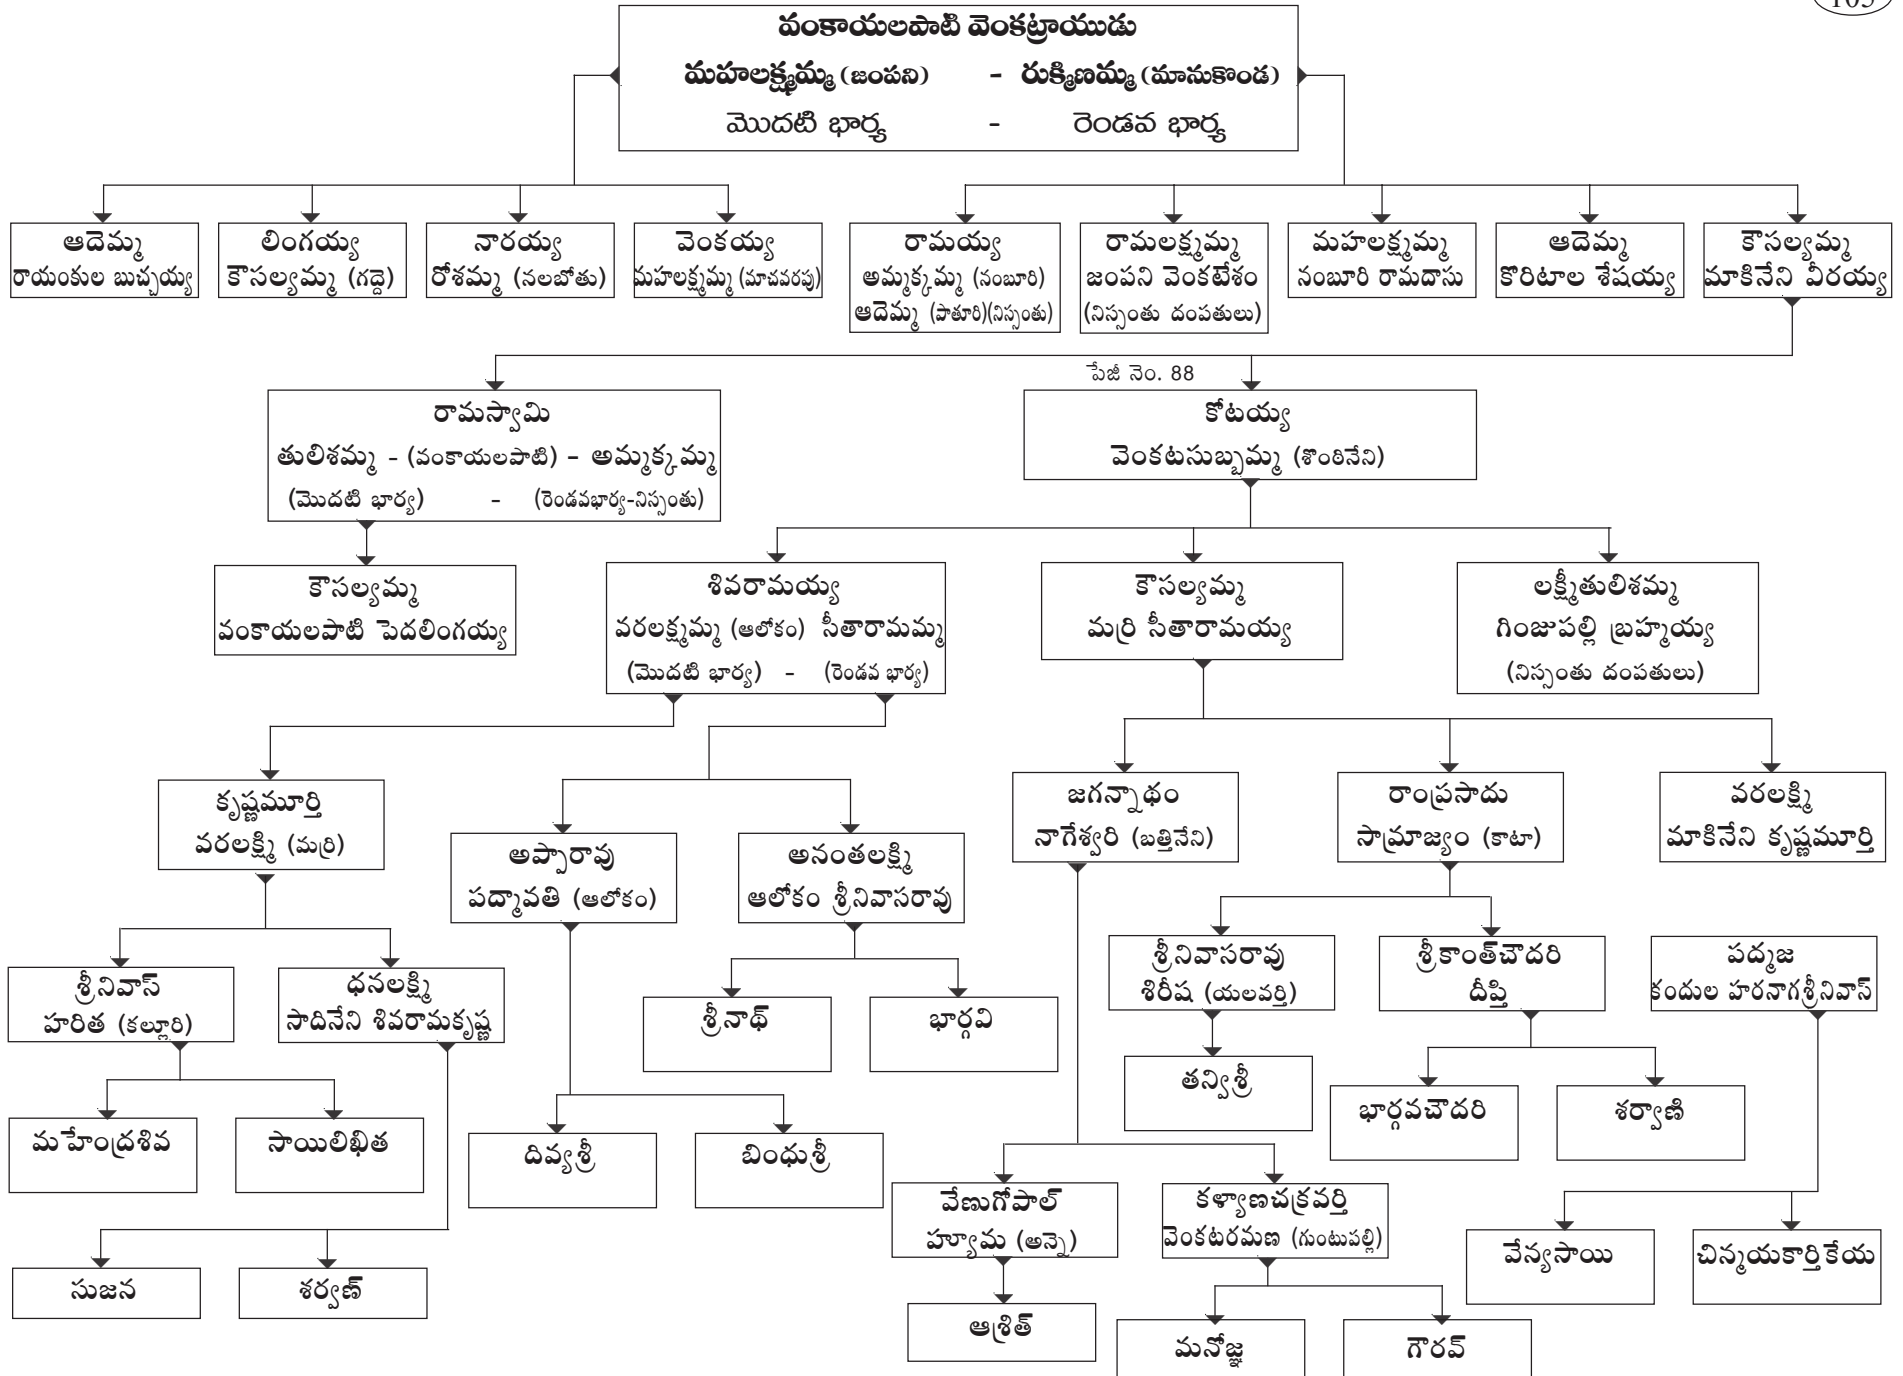 వంకాయలపాటి వెంకట్రాయుడు
మహలక్ష్మమ్మ (జంపని) - రుక్మిణమ్మ (మానుకొండ)
మొదటి భార్య - రెండవ భార్య
ఆదెమ్మ
రాయంకుల బుచ్చయ్య
లింగయ్య
కౌసల్యమ్మ (గద్దె)
నారయ్య
రోశమ్మ (నలబోతు)
వెంకయ్య
మహలక్ష్మమ్మ (మాచవరపు)
రామయ్య
అమ్మక్కమ్మ (నంబూరి)
ఆదెమ్మ (పాతూరి)(నిస్సంతు)
రామలక్ష్మమ్మ
జంపని వెంకటేశం
(నిస్సంతు దంపతులు)
మహలక్ష్మమ్మ
నంబూరి రామదాసు
ఆదెమ్మ
కొరిటాల శేషయ్య
కౌసల్యమ్మ
మాకినేని వీరయ్య
పేజీ నెం. 88
రామస్వామి
తులిశమ్మ - (వంకాయలపాటి) - అమ్మక్కమ్మ
(మొదటి భార్య) - (రెండవభార్య-నిస్సంతు)
కోటయ్య
వెంకటసుబ్బమ్మ (శొంఠినేని)
కౌసల్యమ్మ
వంకాయలపాటి పెదలింగయ్య
శివరామయ్య
వరలక్ష్మమ్మ (ఆలోకం) సీతారామమ్మ
(మొదటి భార్య) - (రెండవ భార్య)
కౌసల్యమ్మ
మర్రి సీతారామయ్య
లక్ష్మీతులిశమ్మ
గింజుపల్లి బ్రహ్మయ్య
(నిస్సంతు దంపతులు)
కృష్ణమూర్తి
వరలక్ష్మి (మర్రి)
అప్పారావు
పద్మావతి (ఆలోకం)
అనంతలక్ష్మి
ఆలోకం శ్రీనివాసరావు
జగన్నాథం
నాగేశ్వరి (బత్తినేని)
రాంప్రసాదు
సామ్రాజ్యం (కాటా)
వరలక్ష్మి
మాకినేని కృష్ణమూర్తి
శ్రీనివాస్
హరిత (కల్లూరి)
ధనలక్ష్మి
సాదినేని శివరామకృష్ణ
శ్రీనాథ్
భార్గవి
శ్రీనివాసరావు
శిరీష (యలవర్తి)
శ్రీకాంత్‌చౌదరి
దీప్తి
పద్మజ
కందుల హరనాగశ్రీనివాస్
తన్విశ్రీ
భార్గవచౌదరి
శర్వాణి
మహేంద్రశివ
సాయిలిఖిత
దివ్యశ్రీ
బింధుశ్రీ
వేణుగోపాల్
హ్యూమ (అన్నె)
కళ్యాణచక్రవర్తి
వెంకటరమణ (గుంటుపల్లి)
వేన్యసాయి
చిన్మయకార్తికేయ
సుజన
శర్వణ్
ఆశ్రిత్
మనోజ్ఞ
గౌరవ్